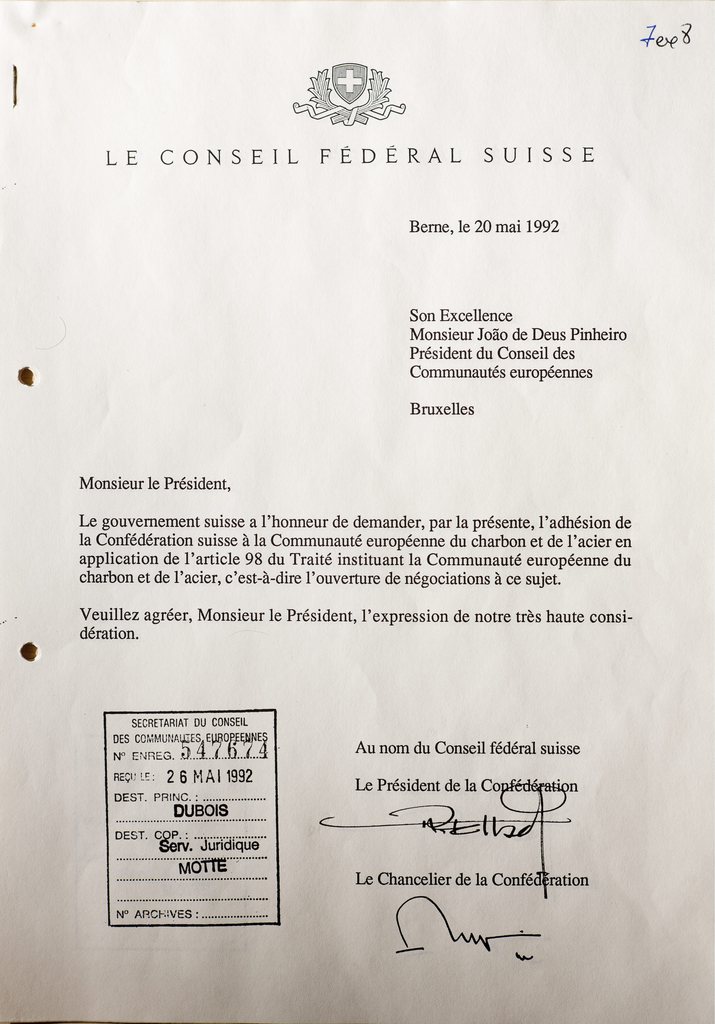 LE CONSEIL FÉDÉRAL SUISSE
Berne, le 20 mai 1992
Son Excellence
Monsieur João de Deus Pinheiro
Président du Conseil des
Communautés européennes
Bruxelles
Monsieur le Président,
Le gouvernement suisse a l'honneur de demander, par la présente, l'adhésion de
la Confédération suisse à la Communauté européenne du charbon et de l'acier en
application de l'article 98 du Traité instituant la Communauté européenne du
charbon et de l'acier, c'est-à-dire l'ouverture de négociations à ce sujet.
Veuillez agréer, Monsieur le Président, l'expression de notre très haute consi-
dération.
SECRETARIAT DU CONSEIL
DES COMMUNAUTES EUROPEENNES
N° ENREG. 547674
REÇU LE: 26 MAI 1992
DEST. PRINC. :
DUBOIS
DEST. COP. :
Serv. Juridique
MOTTE
N° ARCHIVES :
Au nom du Conseil fédéral suisse
Le Président de la Confédération
Le Chancelier de la Confédération